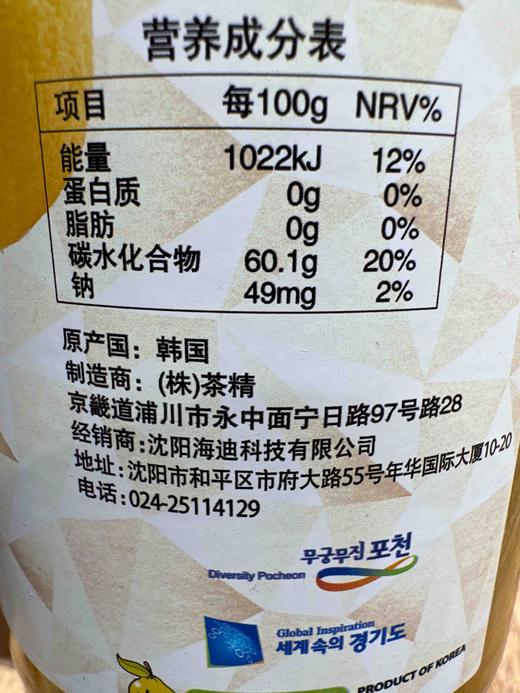 营养成分表
项目 每100g NRV%
能量 1022kJ 12%
蛋白质 0g 0%
脂肪 0g 0%
碳水化合物 60.1g 20%
钠 49mg 2%
原产国：韩国
制造商：(株)茶精
京畿道浦川市永中面宁日路97号路28
经销商:沈阳海迪科技有限公司
地址:沈阳市和平区市府大路55号年华国际大厦10-20
电话:024-25114129
무궁무진 포천
Diversity Pocheon
Global Inspiration
세계 속의 경기도
PRODUCT OF KOREA